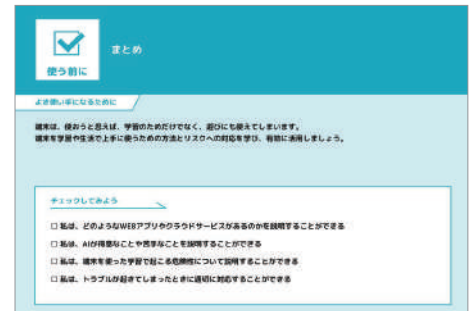 まとめ
使う前に
よき使い手になるために
端末は、使おうと思えば、学習のためだけでなく、遊びにも使えてしまいます。
端末を学習や生活で上手に使うための方法とリスクへの対応を学び、有効に活用しましょう。
チェックしてみよう
□ 私は、どのようなWEBアプリやクラウドサービスがあるのかを説明することができる
□ 私は、AIが得意なことや苦手なことを説明することができる
□ 私は、端末を使った学習で起こる危険性について説明することができる
□ 私は、トラブルが起きてしまったときに適切に対応することができる